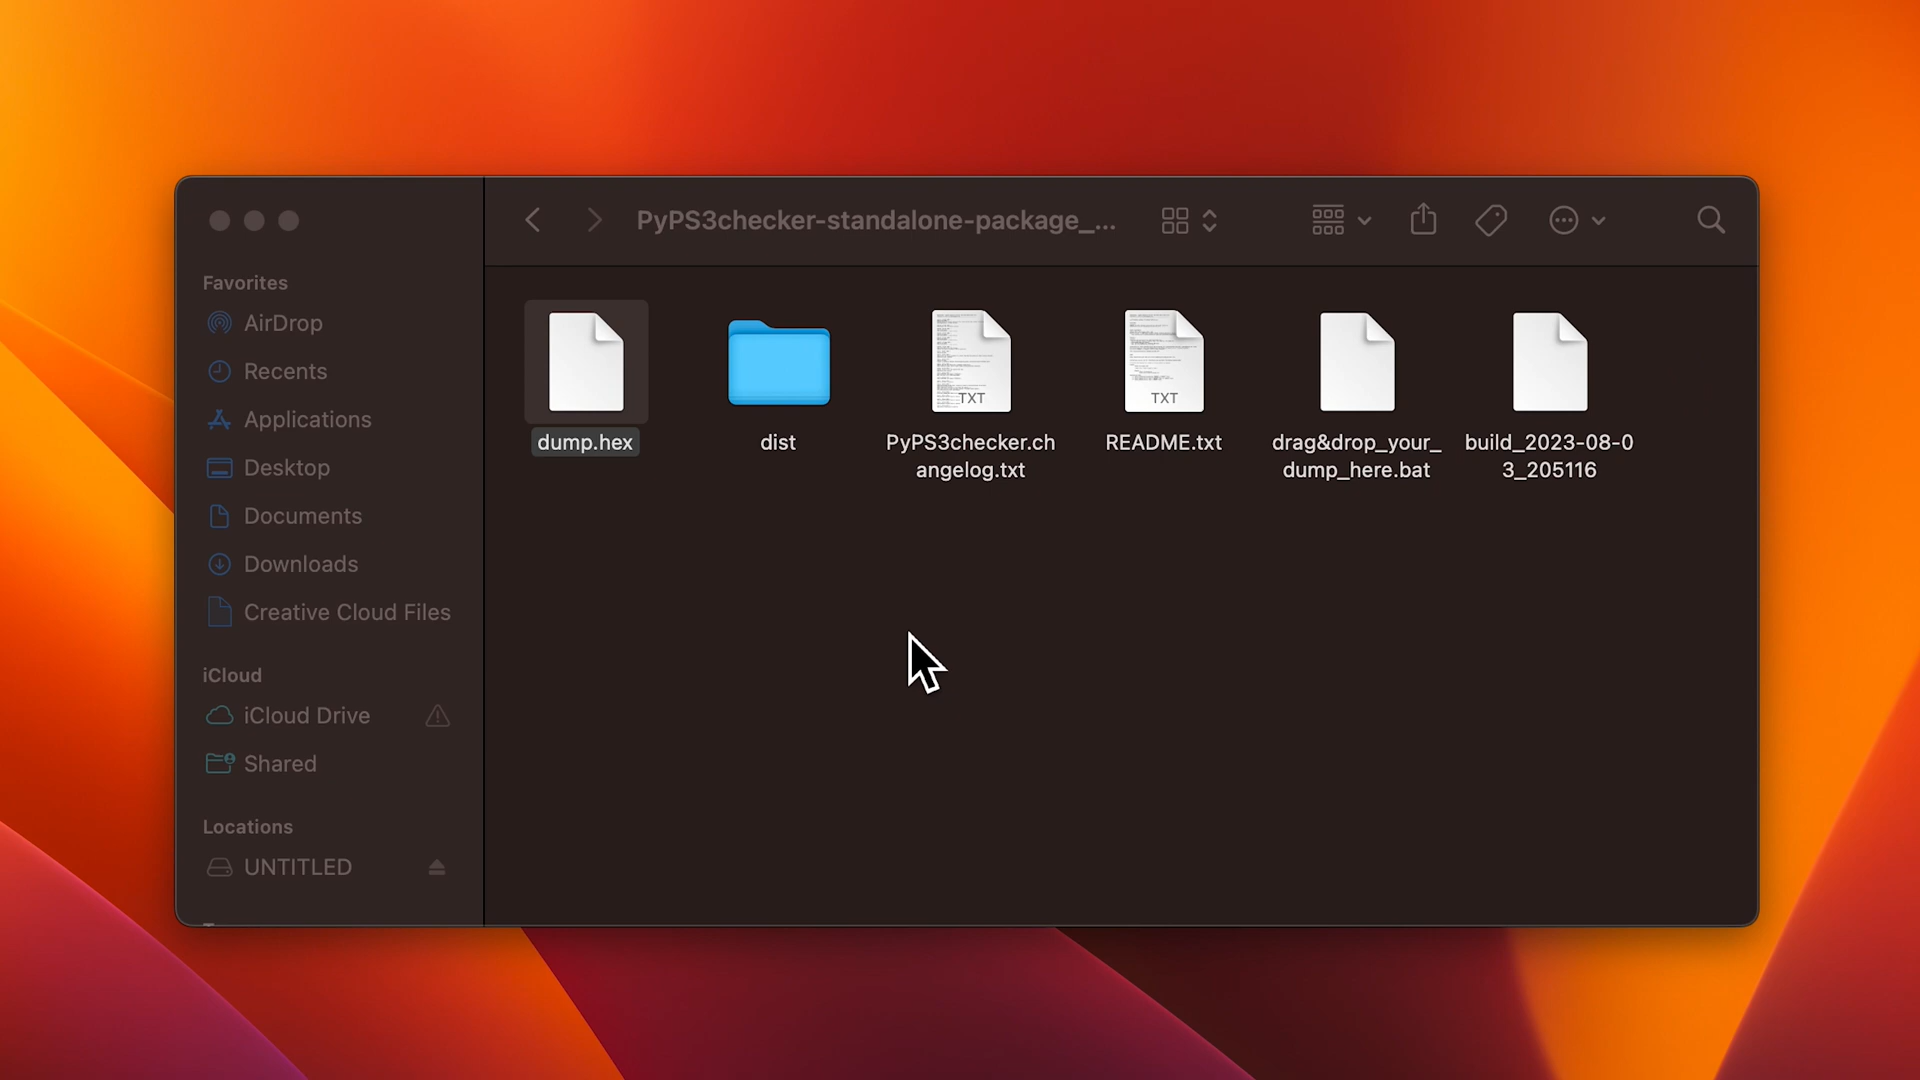 PyPS3checker-standalone-package_...
Favorites
AirDrop
Recents
Applications
Desktop
Documents
Downloads
Creative Cloud Files
iCloud
iCloud Drive
Shared
Locations
UNTITLED
dump.hex
dist
TXT
PyPS3checker.ch
angelog.txt
TXT
README.txt
drag&drop_your_
dump_here.bat
build_2023-08-0
3_205116